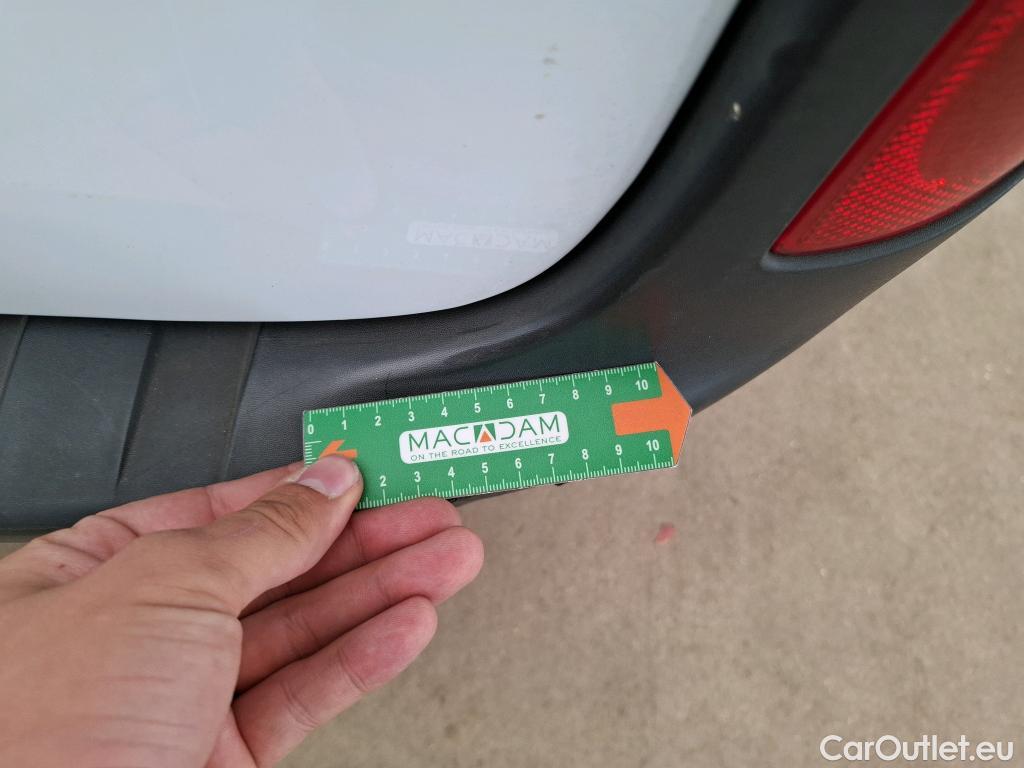 MACADAM
0 1 2 3 4 5 6 7 8 9 10
MACADAM
ON THE ROAD TO EXCELLENCE
2 3 4 5 6 7 8 9 10
CarOutlet.eu